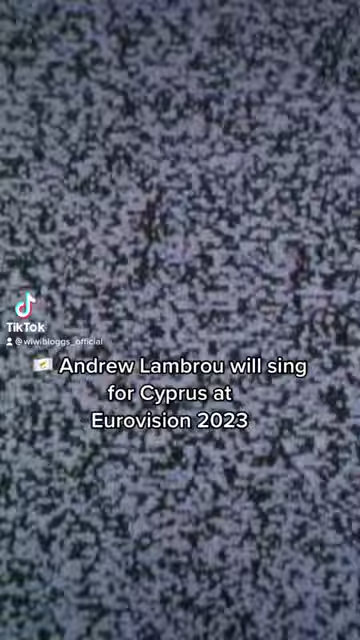 TikTok
@wiwibloggs_official
🇨🇾 Andrew Lambrou will sing
for Cyprus at
Eurovision 2023